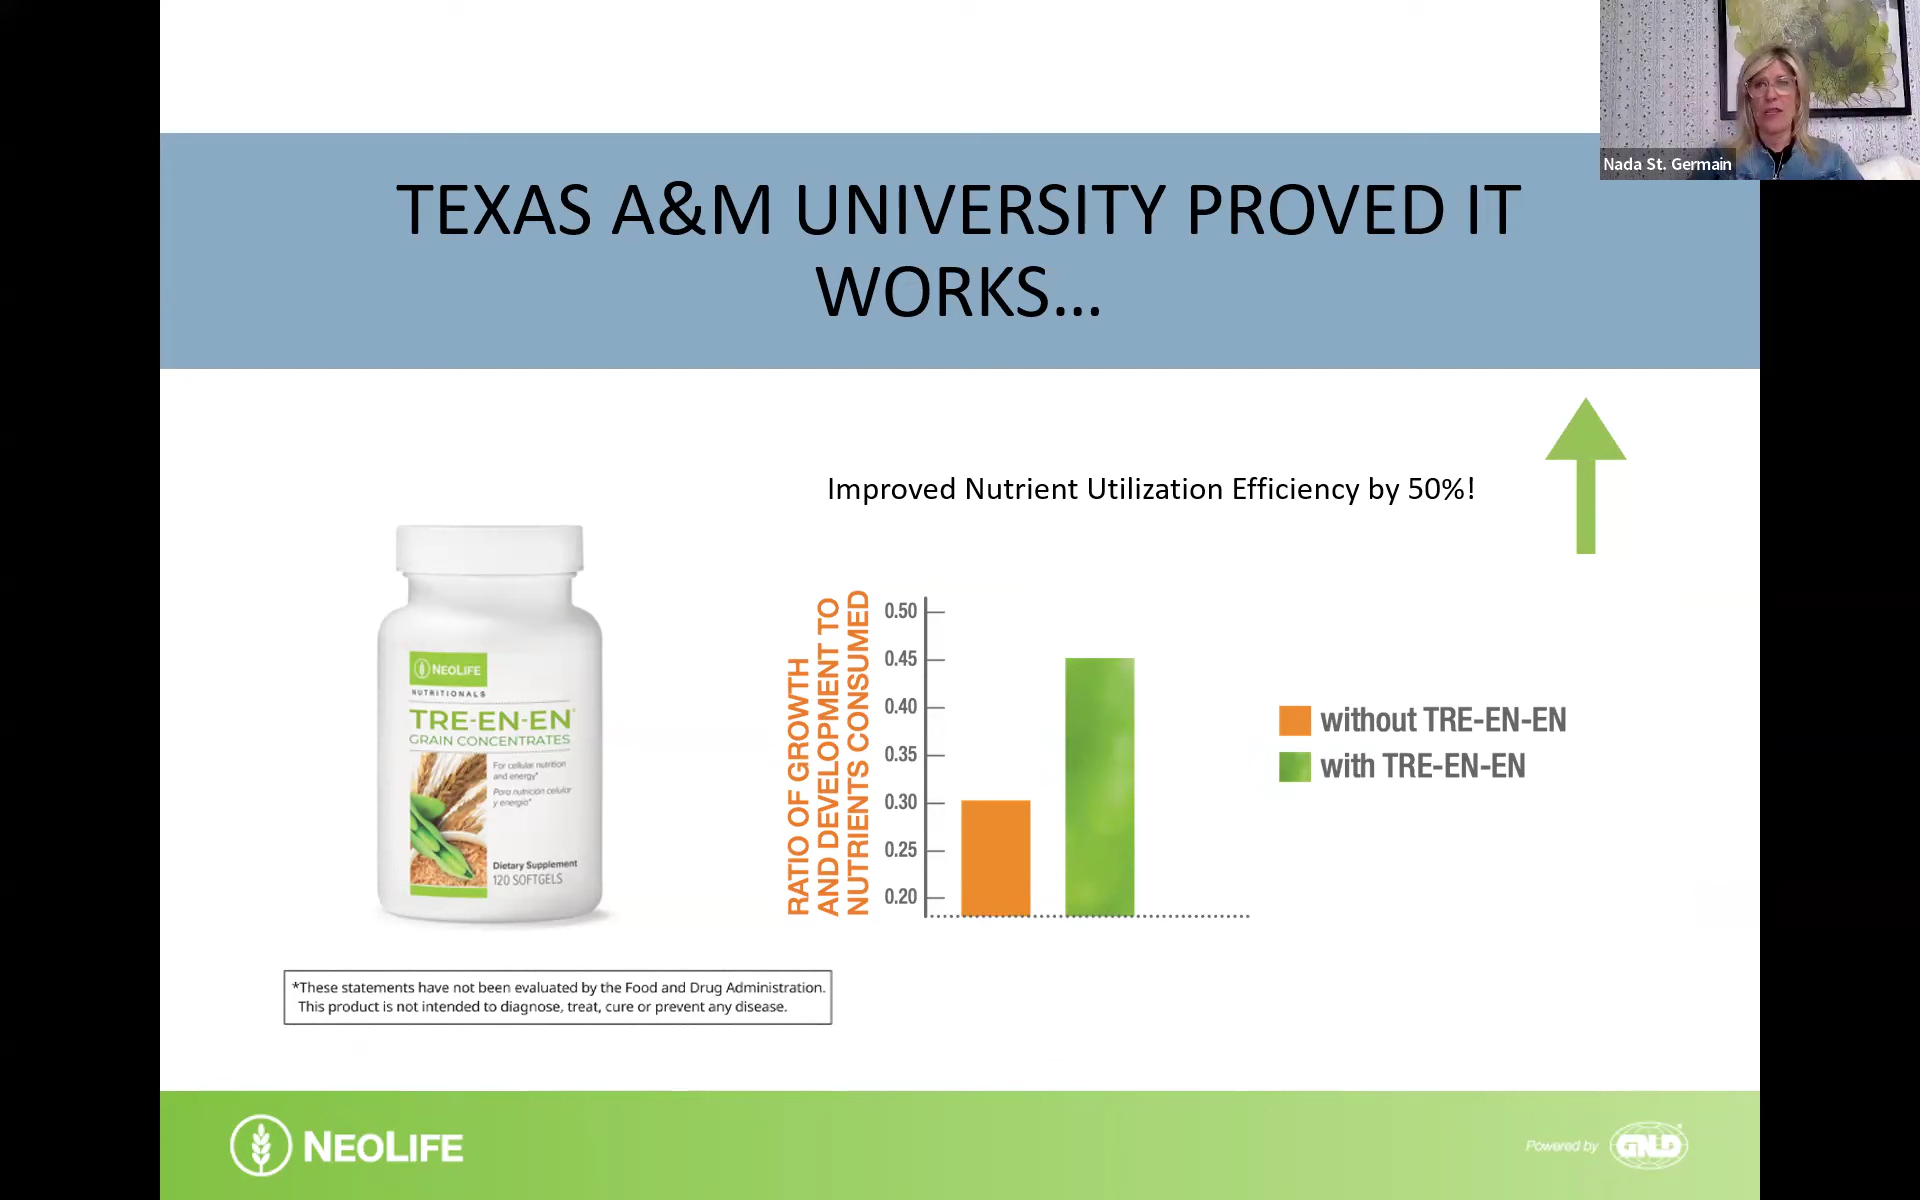 Nada St. Germain
TEXAS A&M UNIVERSITY PROVED IT
WORKS...
Improved Nutrient Utilization Efficiency by 50%!
NEOLIFE
NUTRITIONALS
TRE-EN-EN®
GRAIN CONCENTRATES
For cellular nutrition
and energy*
Para nutrición celular
y energía*
Dietary Supplement
120 SOFTGELS
RATIO OF GROWTH
AND DEVELOPMENT TO
NUTRIENTS CONSUMED
0.50
0.45
0.40
0.35
0.30
0.25
0.20
without TRE-EN-EN
with TRE-EN-EN
*These statements have not been evaluated by the Food and Drug Administration.
This product is not intended to diagnose, treat, cure or prevent any disease.
NEOLIFE
Powered by GNLD